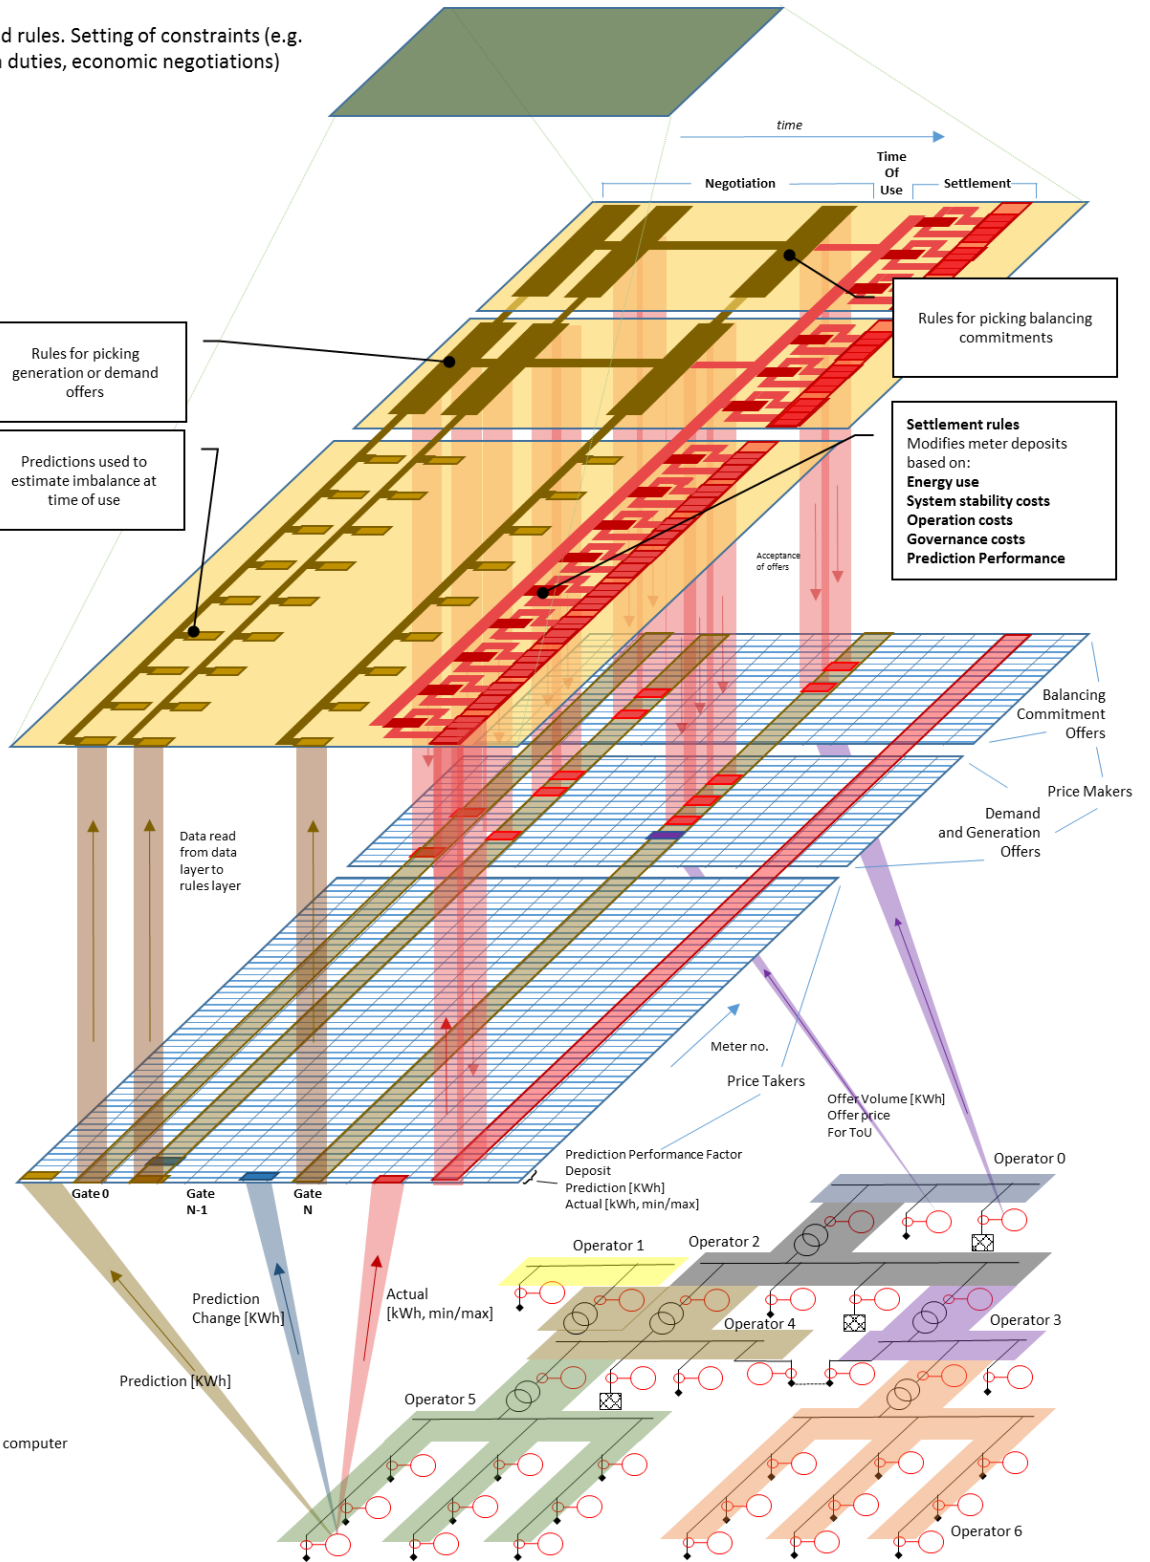 d rules. Setting of constraints (e.g.
duties, economic negotiations)
time
Time
Of
Use
Negotiation
Settlement
Rules for picking balancing
commitments
Rules for picking
generation or demand
offers
Predictions used to
estimate imbalance at
time of use
Settlement rules
Modifies meter deposits
based on:
Energy use
System stability costs
Operation costs
Governance costs
Prediction Performance
Acceptance
of offers
Balancing
Commitment
Offers
Price Makers
Demand
and Generation
Offers
Data read
from data
layer to
rules layer
Meter no.
Price Takers
Offer Volume [KWh]
Offer price
For ToU
Prediction Performance Factor
Deposit
Prediction [KWh]
Actual [kWh, min/max]
Gate 0
Gate
N-1
Gate
N
Operator 0
Operator 1
Operator 2
Operator 3
Operator 4
Operator 5
Operator 6
Prediction
Change [KWh]
Actual
[kWh, min/max]
Prediction [KWh]
computer